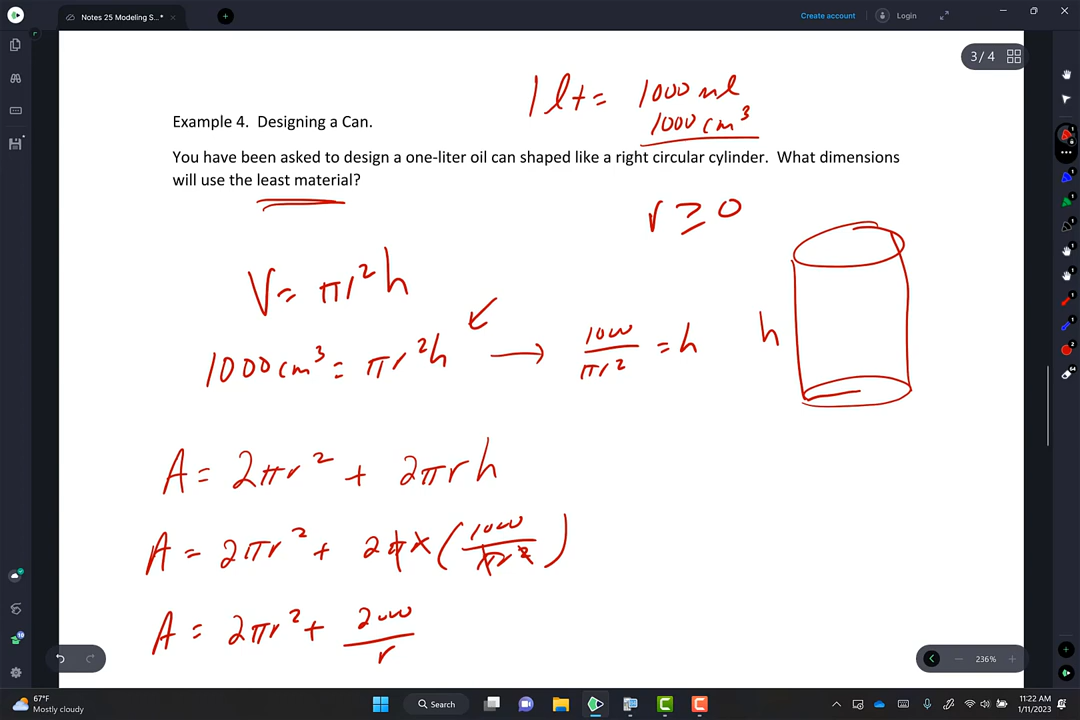 Notes 25 Modeling S...*
Create account
Login
3 / 4
1 lt = 1000 ml
1000 cm³
Example 4. Designing a Can.
You have been asked to design a one-liter oil can shaped like a right circular cylinder. What dimensions
will use the least material?
r ≥ 0
V = πr²h
1000 cm³ = πr²h → 1000/πr² = h
h
A = 2πr² + 2πrh
A = 2πr² + 2πr (1000/πr²)
A = 2πr² + 2000/r
236%
67°F
Mostly cloudy
Search
11:22 AM
1/11/2023